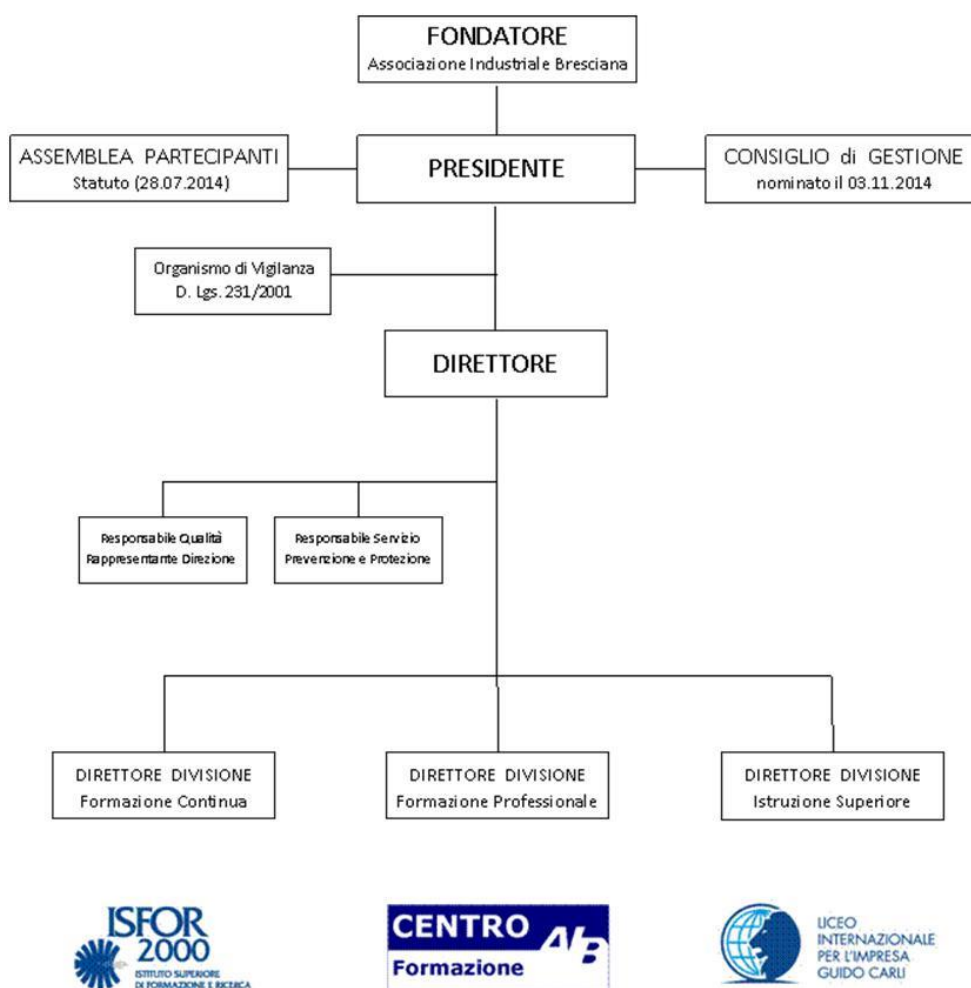 FONDATORE
Associazione Industriale Bresciana
ASSEMBLEA PARTECIPANTI
Statuto (28.07.2014)
PRESIDENTE
CONSIGLIO di GESTIONE
nominato il 03.11.2014
Organismo di Vigilanza
D. Lgs. 231/2001
DIRETTORE
Responsabile Qualità
Rappresentante Direzione
Responsabile Servizio
Prevenzione e Protezione
DIRETTORE DIVISIONE
Formazione Continua
DIRETTORE DIVISIONE
Formazione Professionale
DIRETTORE DIVISIONE
Istruzione Superiore
ISFOR
2000
ISTITUTO SUPERIORE
DI FORMAZIONE E RICERCA
CENTRO AIB
Formazione
LICEO
INTERNAZIONALE
PER L'IMPRESA
GUIDO CARLI